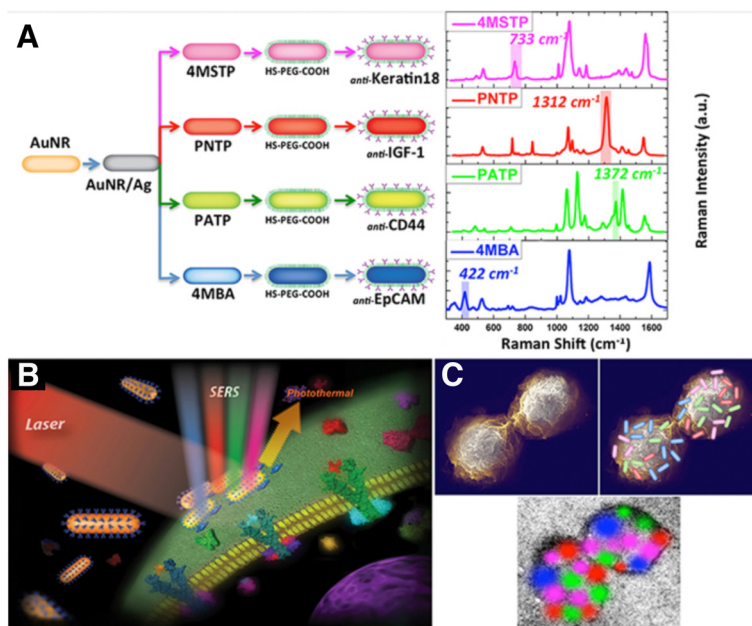 A
AuNR
AuNR/Ag
4MSTP
HS-PEG-COOH
anti-Keratin18
PNTP
HS-PEG-COOH
anti-IGF-1
PATP
HS-PEG-COOH
anti-CD44
4MBA
HS-PEG-COOH
anti-EpCAM
4MSTP
733 cm-1
PNTP
1312 cm-1
PATP
1372 cm-1
4MBA
422 cm-1
400 600 800 1000 1200 1400 1600
Raman Shift (cm⁻¹)
Raman Intensity (a.u.)
B
Laser
SERS
Photothermal
C